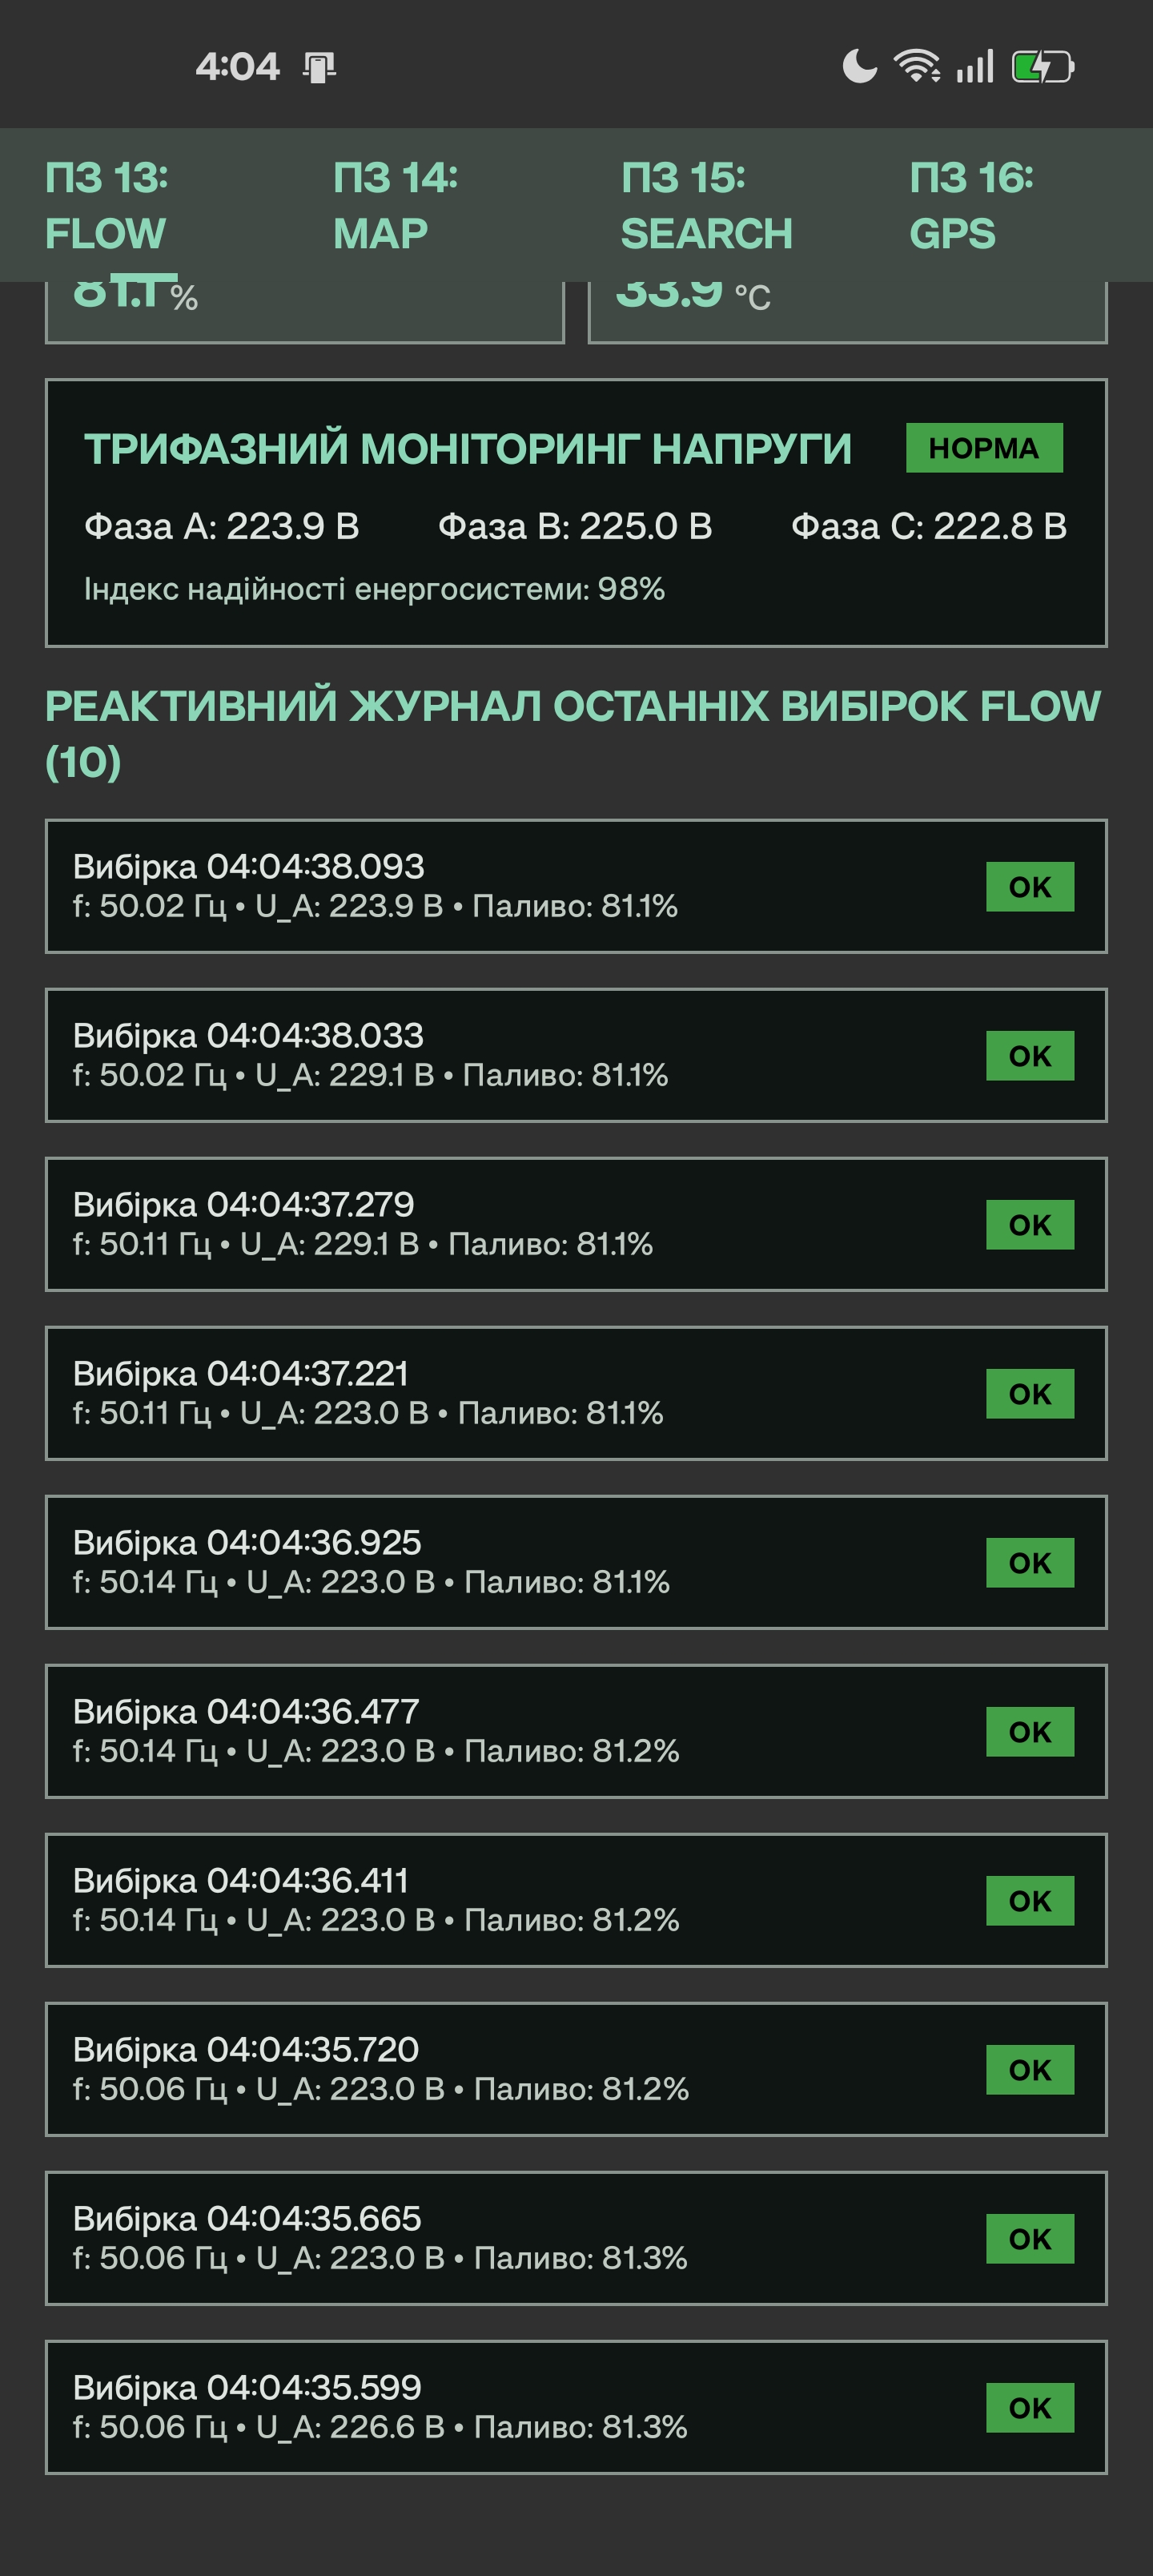 4:04
ПЗ 13:
FLOW
ПЗ 14:
MAP
ПЗ 15:
SEARCH
ПЗ 16:
GPS
81.1 %
33.9 °C
ТРИФАЗНИЙ МОНІТОРИНГ НАПРУГИ
НОРМА
Фаза A: 223.9 В
Фаза B: 225.0 В
Фаза C: 222.8 В
Індекс надійності енергосистеми: 98%
РЕАКТИВНИЙ ЖУРНАЛ ОСТАННІХ ВИБІРОК FLOW
(10)
Вибірка 04:04:38.093
f: 50.02 Гц • U_A: 223.9 В • Паливо: 81.1%
OK
Вибірка 04:04:38.033
f: 50.02 Гц • U_A: 229.1 В • Паливо: 81.1%
OK
Вибірка 04:04:37.279
f: 50.11 Гц • U_A: 229.1 В • Паливо: 81.1%
OK
Вибірка 04:04:37.221
f: 50.11 Гц • U_A: 223.0 В • Паливо: 81.1%
OK
Вибірка 04:04:36.925
f: 50.14 Гц • U_A: 223.0 В • Паливо: 81.1%
OK
Вибірка 04:04:36.477
f: 50.14 Гц • U_A: 223.0 В • Паливо: 81.2%
OK
Вибірка 04:04:36.411
f: 50.14 Гц • U_A: 223.0 В • Паливо: 81.2%
OK
Вибірка 04:04:35.720
f: 50.06 Гц • U_A: 223.0 В • Паливо: 81.2%
OK
Вибірка 04:04:35.665
f: 50.06 Гц • U_A: 223.0 В • Паливо: 81.3%
OK
Вибірка 04:04:35.599
f: 50.06 Гц • U_A: 226.6 В • Паливо: 81.3%
OK